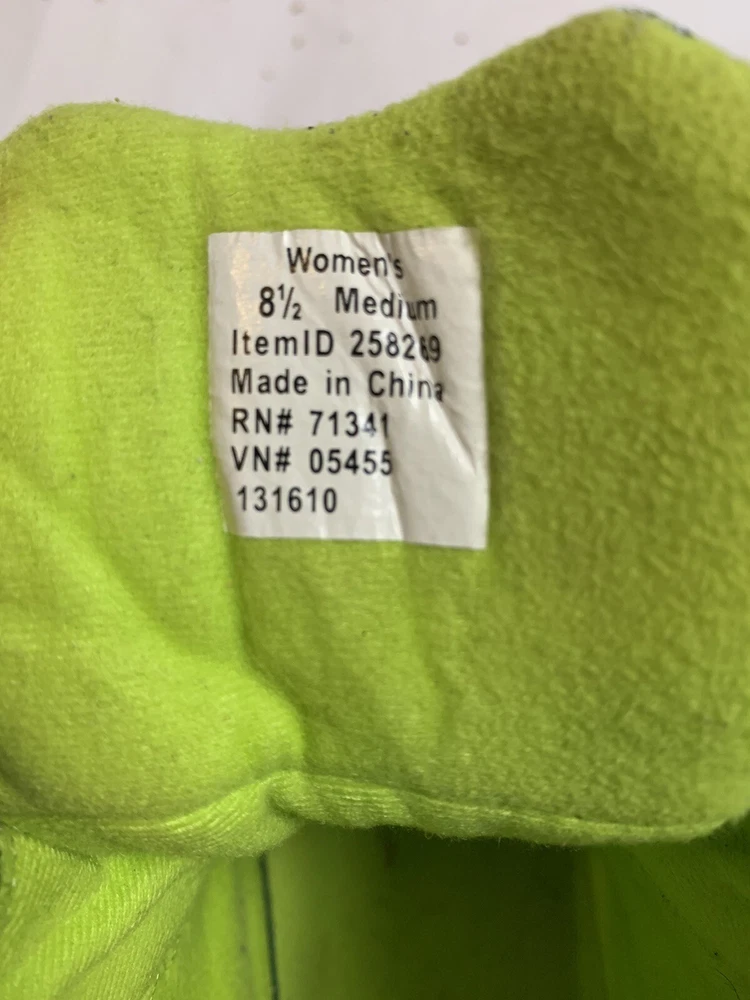 Women's
8½ Medium
ItemID 258269
Made in China
RN# 71341
VN# 05455
131610